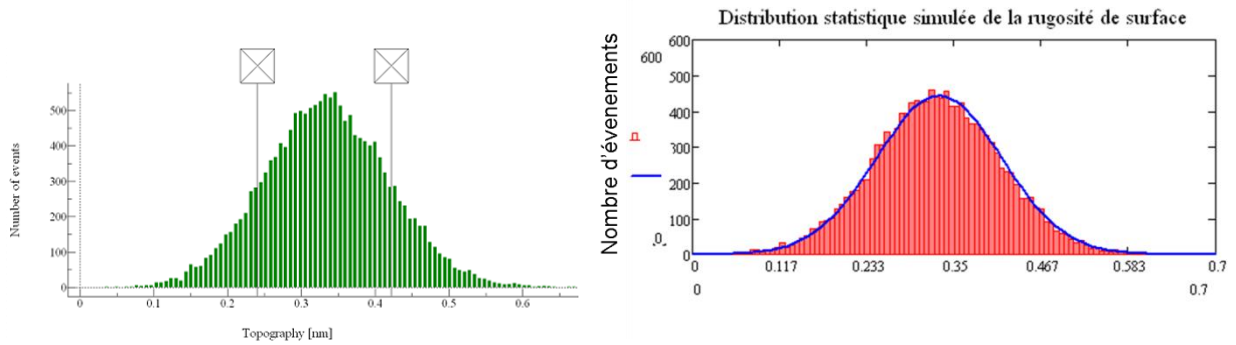 Number of events
500
400
300
200
100
0
0 0.1 0.2 0.3 0.4 0.5 0.6
Topography [nm]
Distribution statistique simulée de la rugosité de surface
Nombre d'évenements
600
n
0
600
500
400
300
200
100
0
0 0.117 0.233 0.35 0.467 0.583 0.7
0 0.7